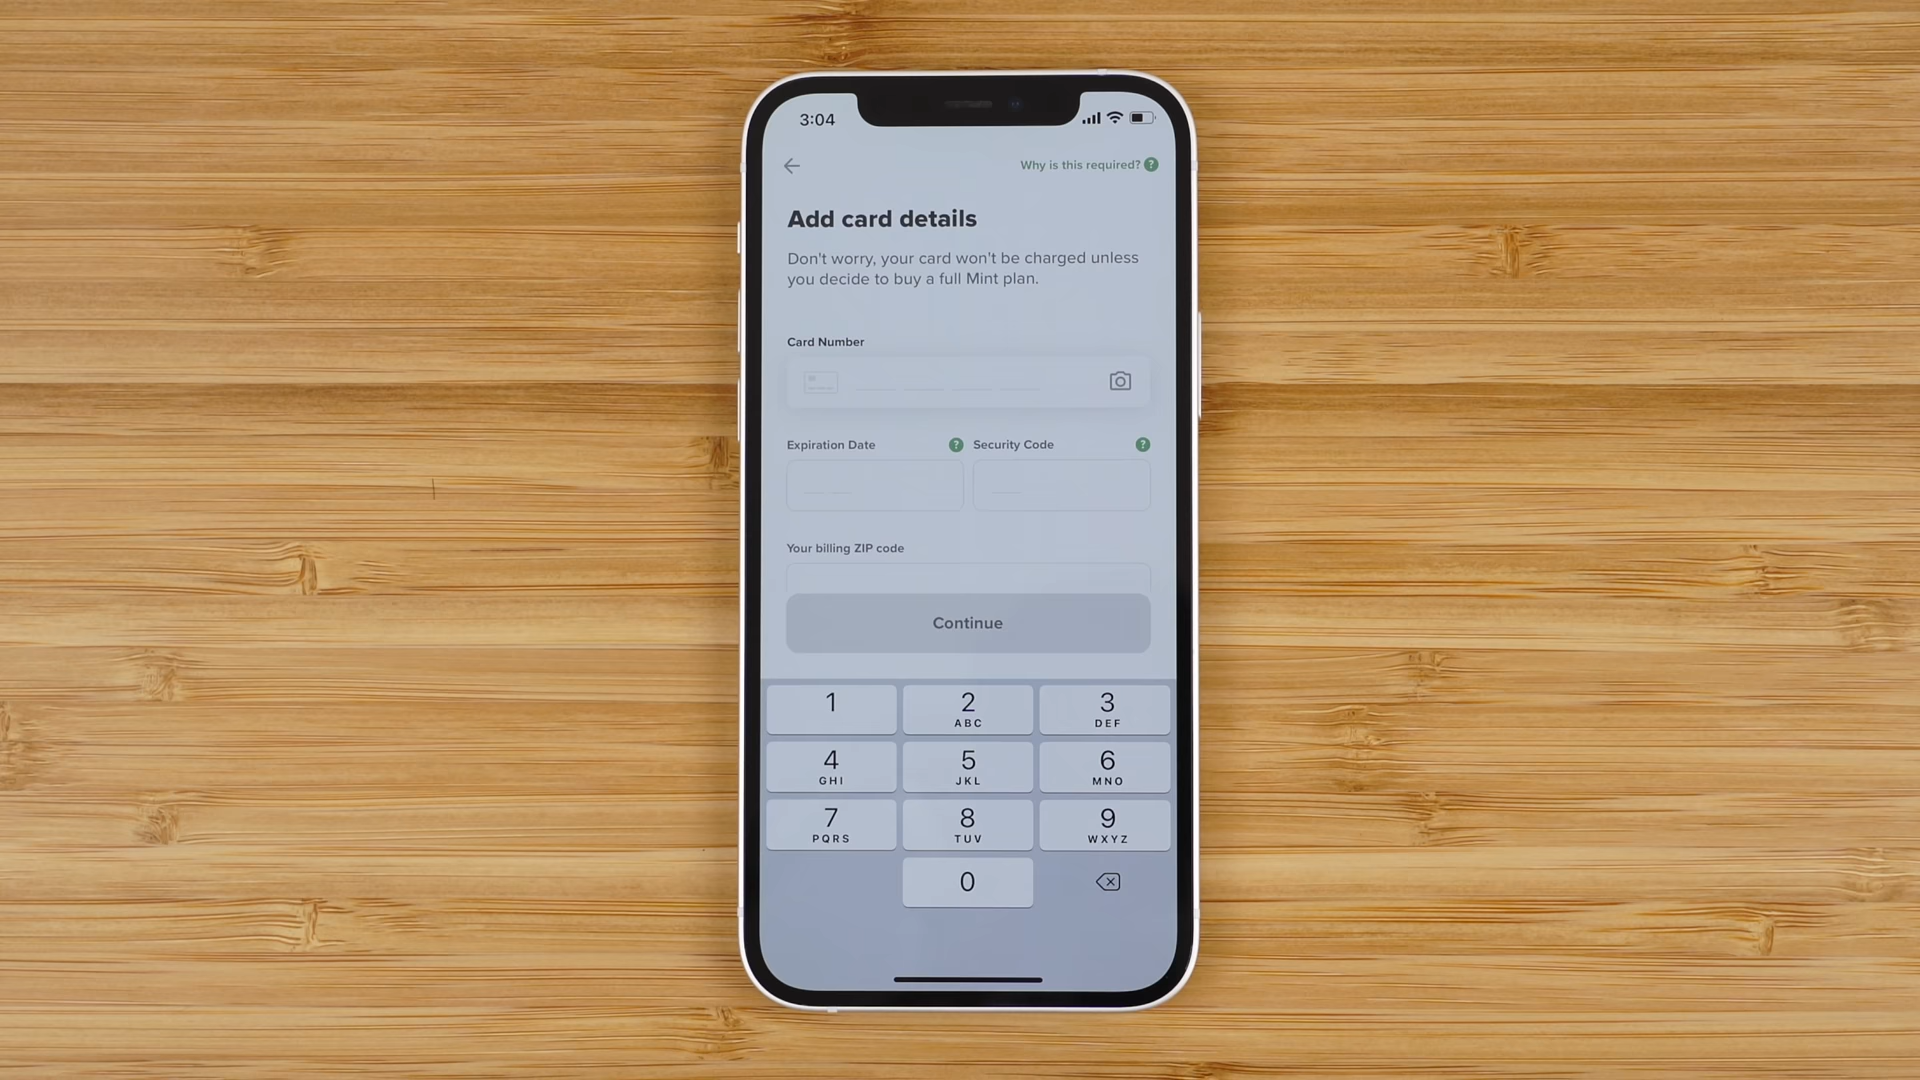 3:04
Why is this required? ?
Add card details
Don't worry, your card won't be charged unless
you decide to buy a full Mint plan.
Card Number
Expiration Date ? Security Code ?
Your billing ZIP code
Continue
1 2 3
ABC DEF
4 5 6
GHI JKL MNO
7 8 9
PQRS TUV WXYZ
0